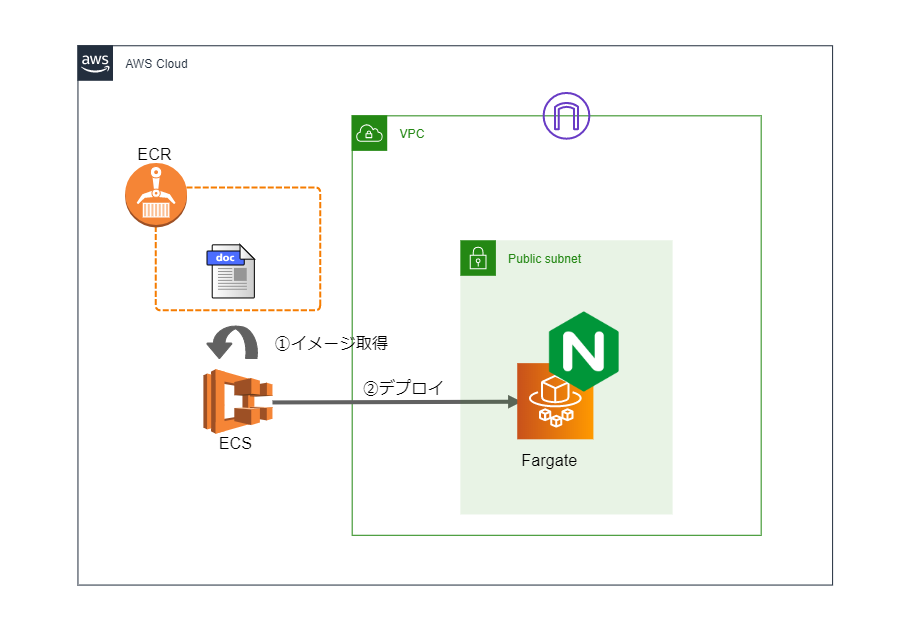 aws
AWS Cloud
VPC
ECR
doc
Public subnet
①イメージ取得
②デプロイ
N
ECS
Fargate